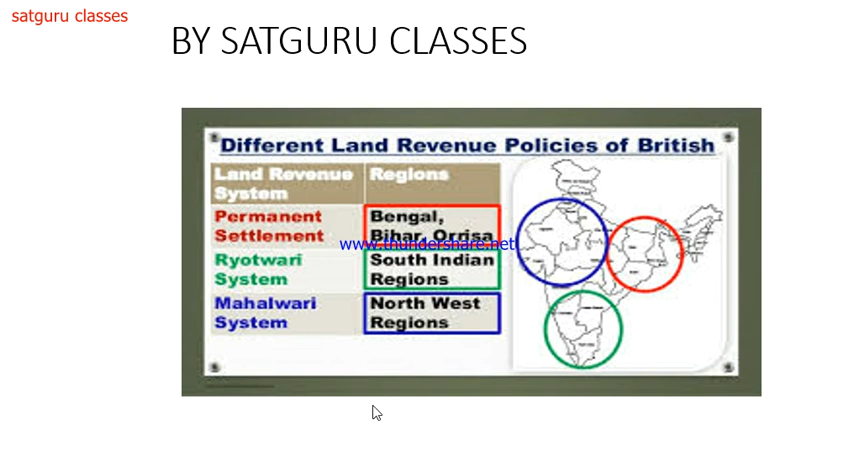 satguru classes
BY SATGURU CLASSES
Different Land Revenue Policies of British
Land Revenue System
Regions
Permanent Settlement
Bengal,
Bihar, Orrisa
www.thundershare.net
Ryotwari System
South Indian Regions
Mahalwari System
North West Regions